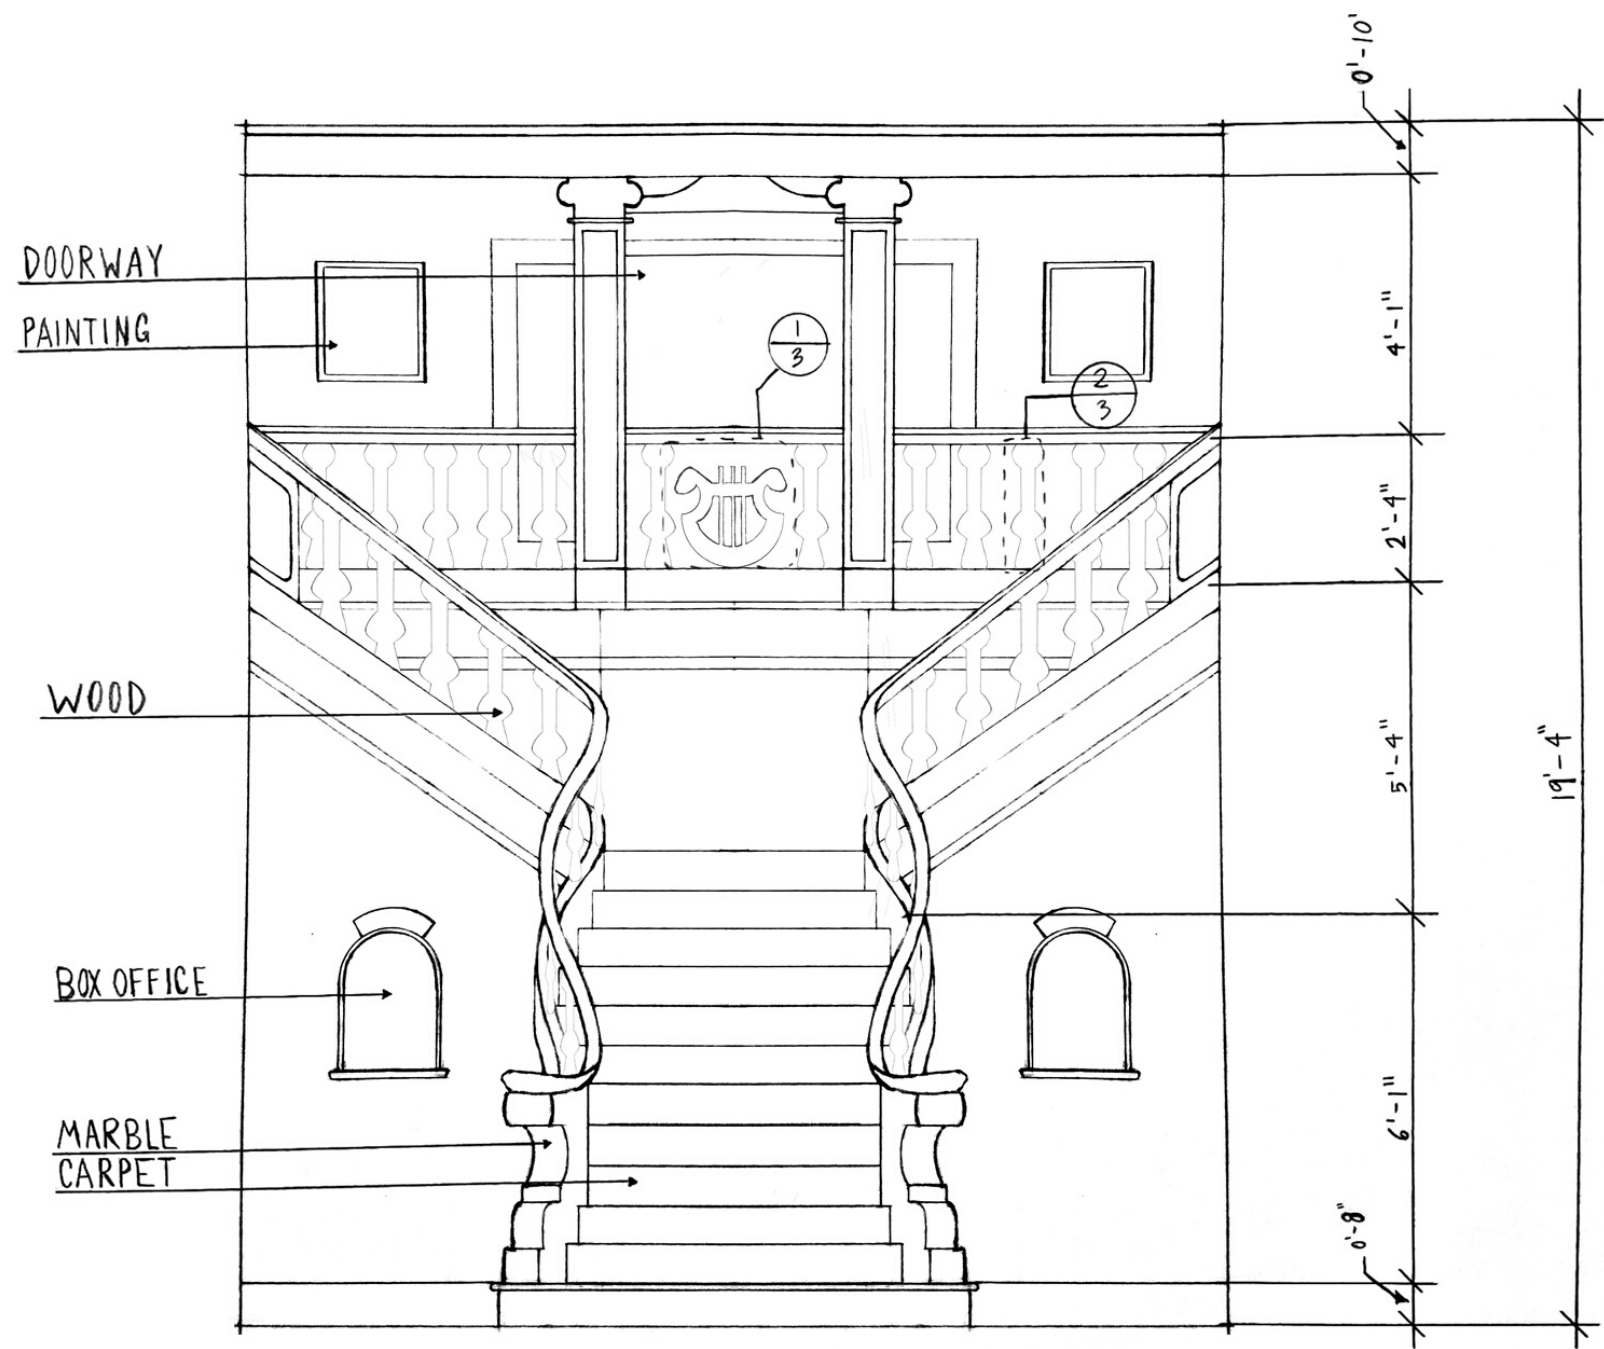 0'-10'
DOORWAY
PAINTING
1
3
2
3
4'-1"
2'-4"
WOOD
5'-4"
19'-4"
BOX OFFICE
MARBLE
CARPET
6'-1"
0'-8"